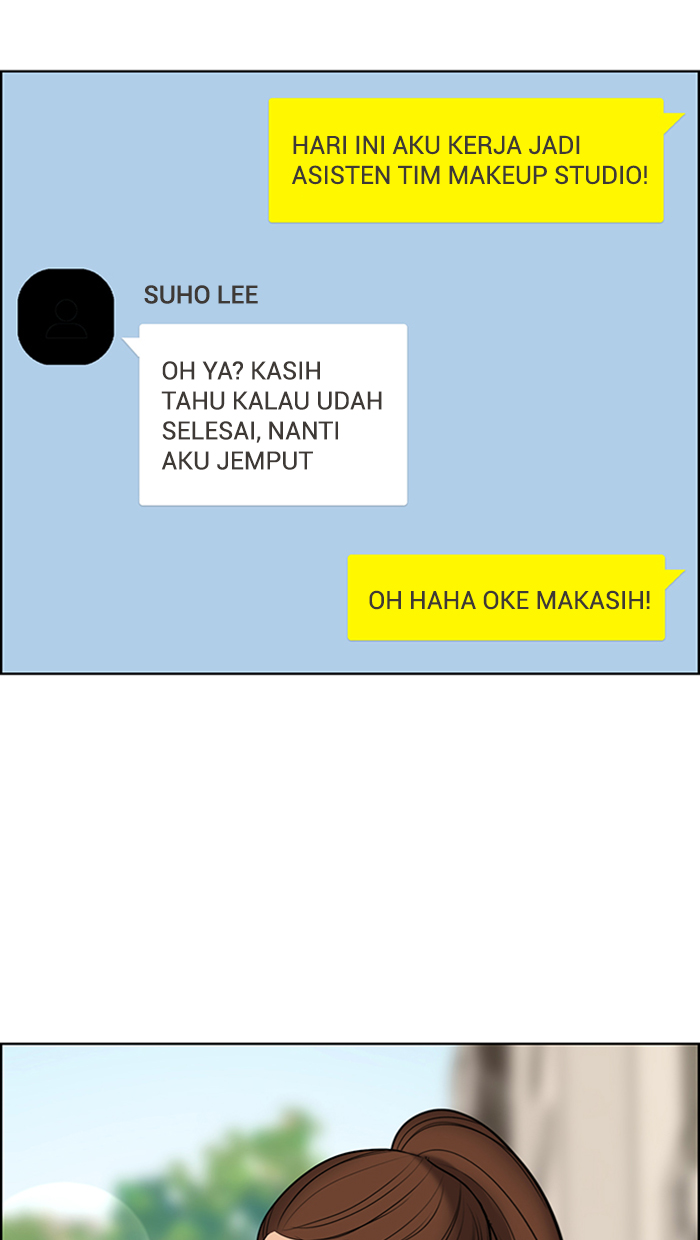 HARI INI AKU KERJA JADI
ASISTEN TIM MAKEUP STUDIO!
SUHO LEE
OH YA? KASIH
TAHU KALAU UDAH
SELESAI, NANTI
AKU JEMPUT
OH HAHA OKE MAKASIH!